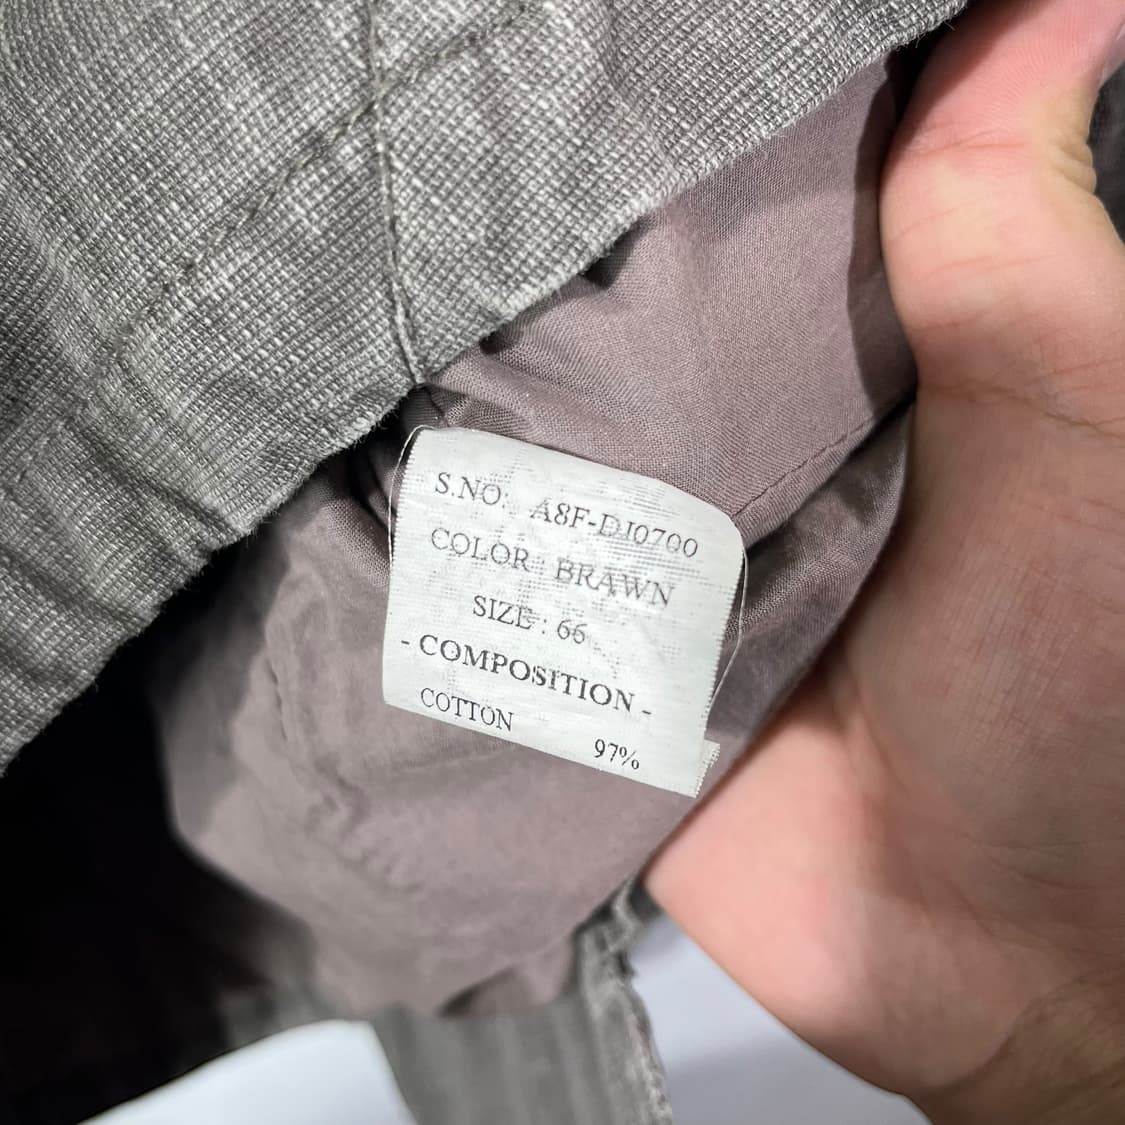 S.NO: A8F-DJ0700
COLOR : BRAWN
SIZE : 66
- COMPOSITION -
COTTON 97%